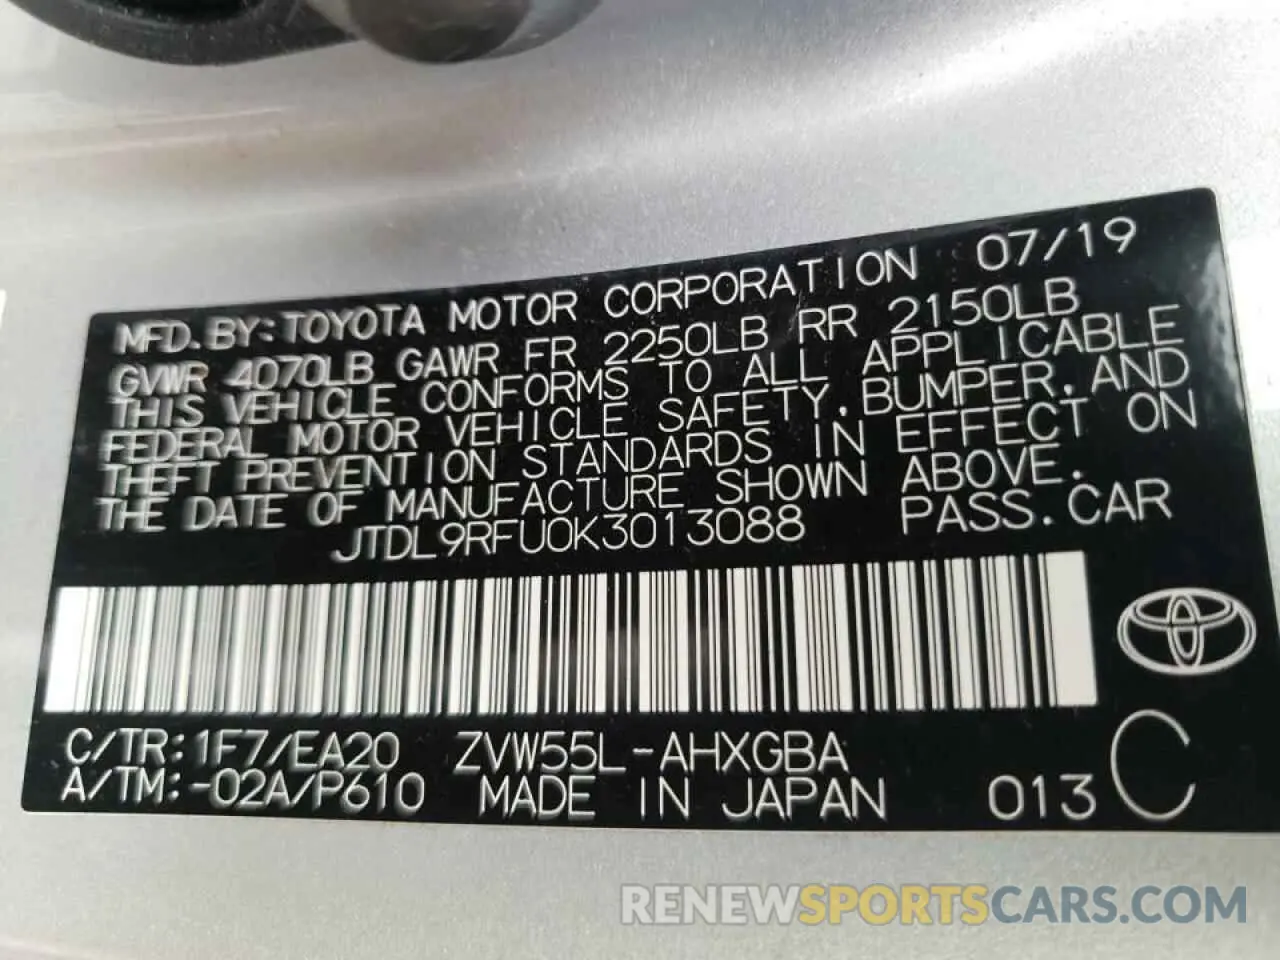 MFD. BY: TOYOTA MOTOR CORPORATION 07/19
GVWR 4070LB GAWR FR 2250LB RR 2150LB
THIS VEHICLE CONFORMS TO ALL APPLICABLE
FEDERAL MOTOR VEHICLE SAFETY, BUMPER, AND
THEFT PREVENTION STANDARDS IN EFFECT ON
THE DATE OF MANUFACTURE SHOWN ABOVE.
JTDL9RFU0K3013088 PASS. CAR
C/TR: 1F7/EA20 ZVW55L-AHXGBA
A/TM: -02A/P610 MADE IN JAPAN 013 C
RENEWSPORTSCARS.COM